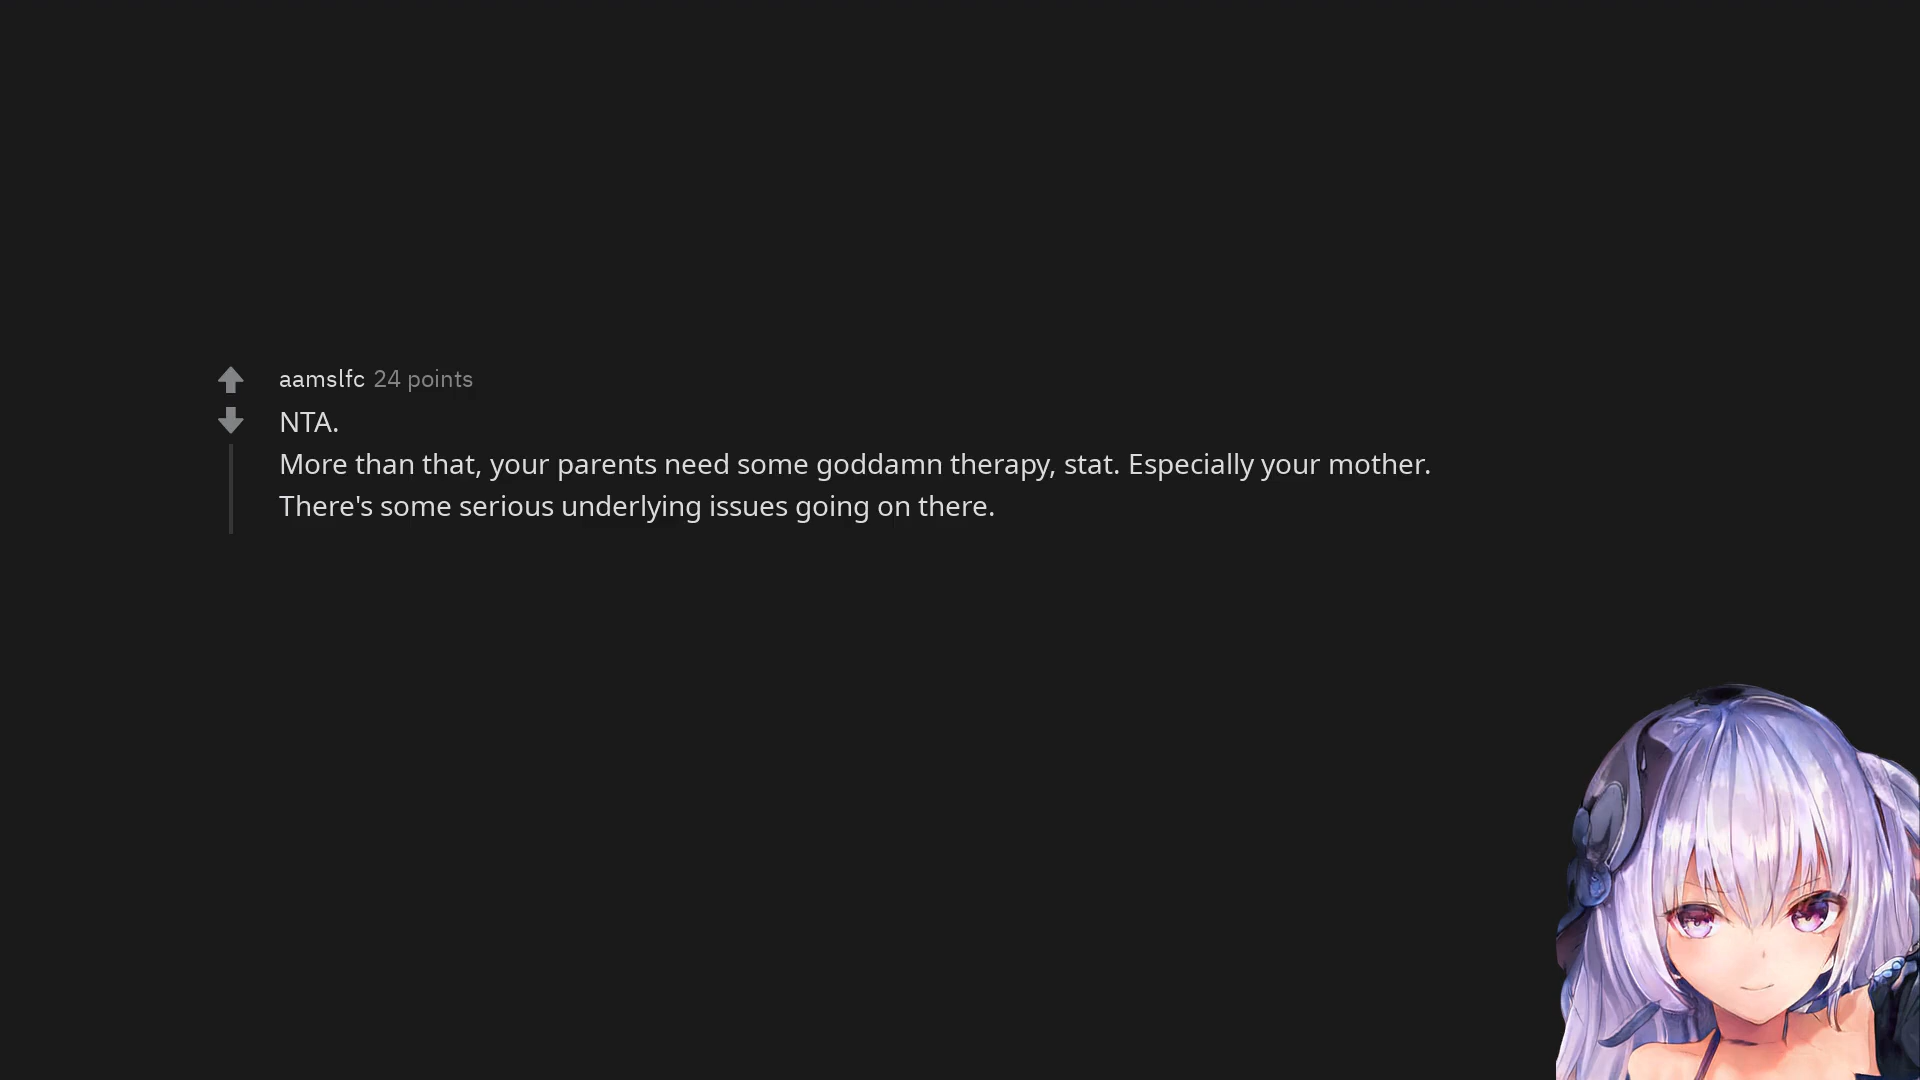 aamslfc 24 points
NTA.
More than that, your parents need some goddamn therapy, stat. Especially your mother.
There's some serious underlying issues going on there.